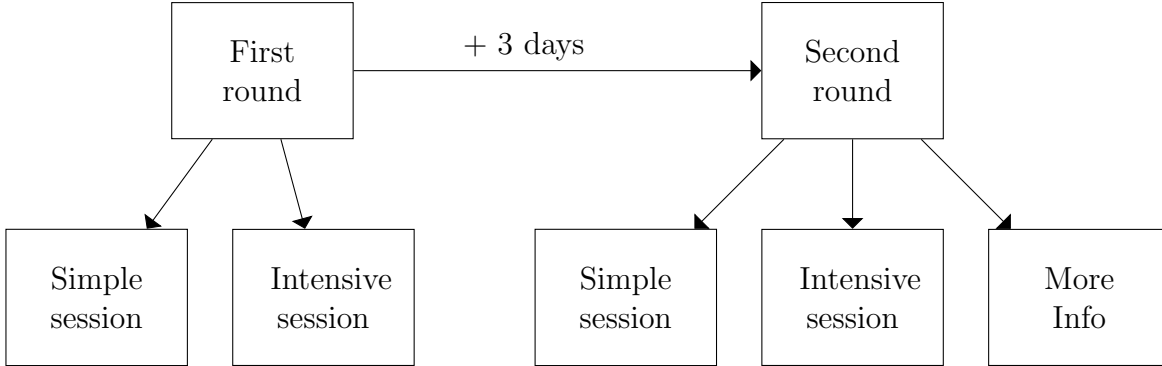 First
round
+ 3 days
Second
round
Simple
session
Intensive
session
Simple
session
Intensive
session
More
Info